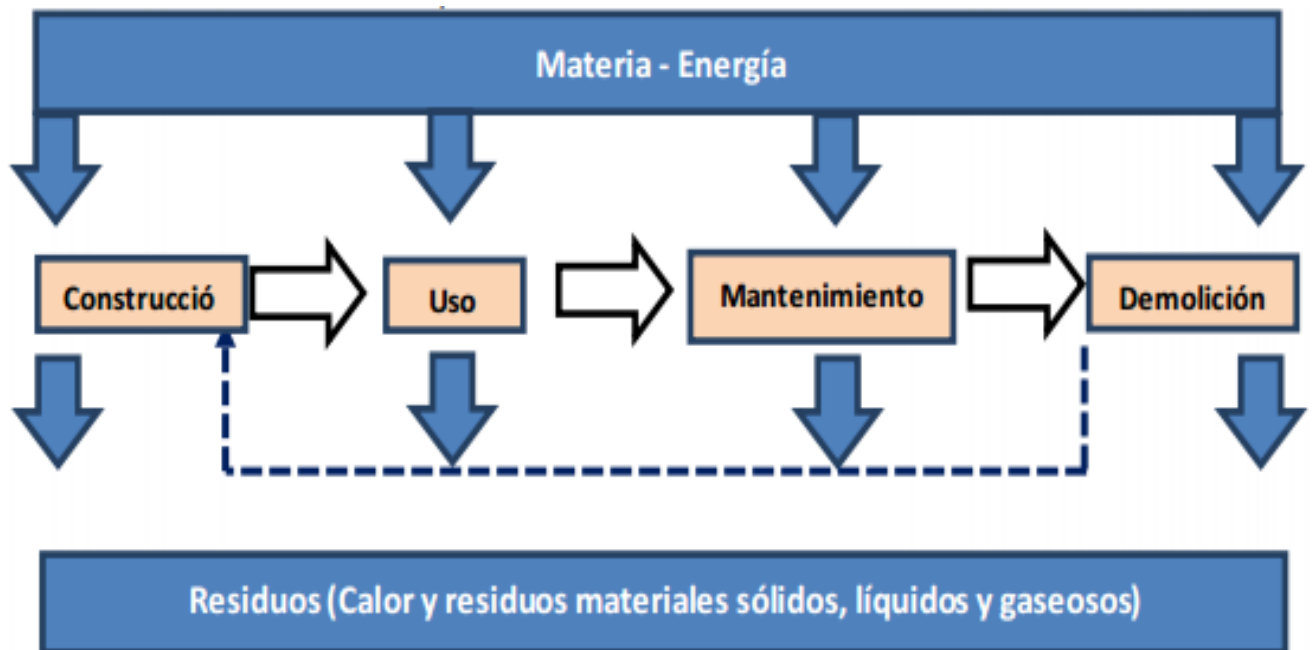 Materia - Energía
Construcció
Uso
Mantenimiento
Demolición
Residuos (Calor y residuos materiales sólidos, líquidos y gaseosos)